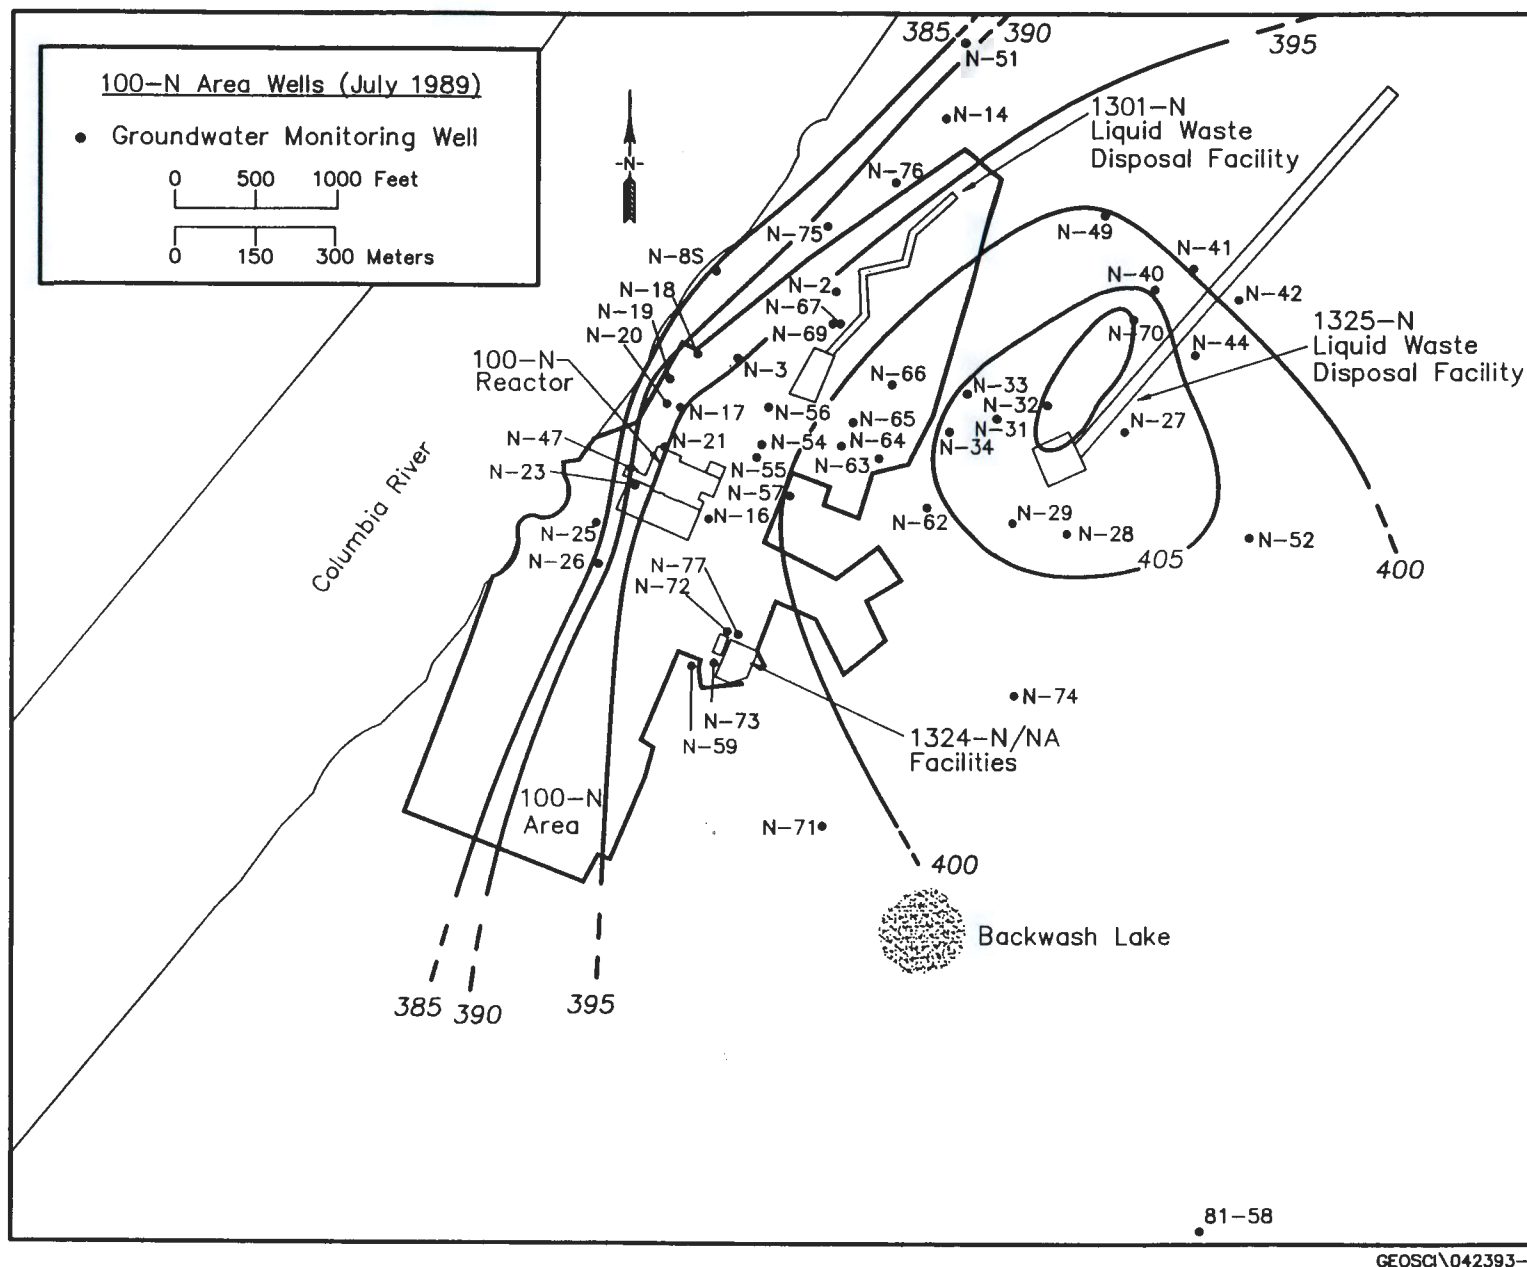 385
390
395
N-51
100-N Area Wells (July 1989)
Groundwater Monitoring Well
0 500 1000 Feet
0 150 300 Meters
-N-
N-14
1301-N
Liquid Waste
Disposal Facility
N-76
N-75
N-49
N-8S
N-41
N-40
N-2
N-18
N-42
N-67
N-19
N-69
N-70
1325-N
Liquid Waste
Disposal Facility
N-20
N-44
100-N
Reactor
N-3
N-66
N-33
N-32
N-17
N-56
N-65
N-31
N-27
N-47
N-21
N-54
N-64
N-34
N-23
N-55
N-63
N-57
N-16
N-62
N-29
N-28
N-52
N-25
N-26
405
400
Columbia River
N-77
N-72
N-74
N-73
N-59
1324-N/NA
Facilities
100-N
Area
N-71
400
Backwash Lake
385
390
395
81-58
GEOSCI\042393-